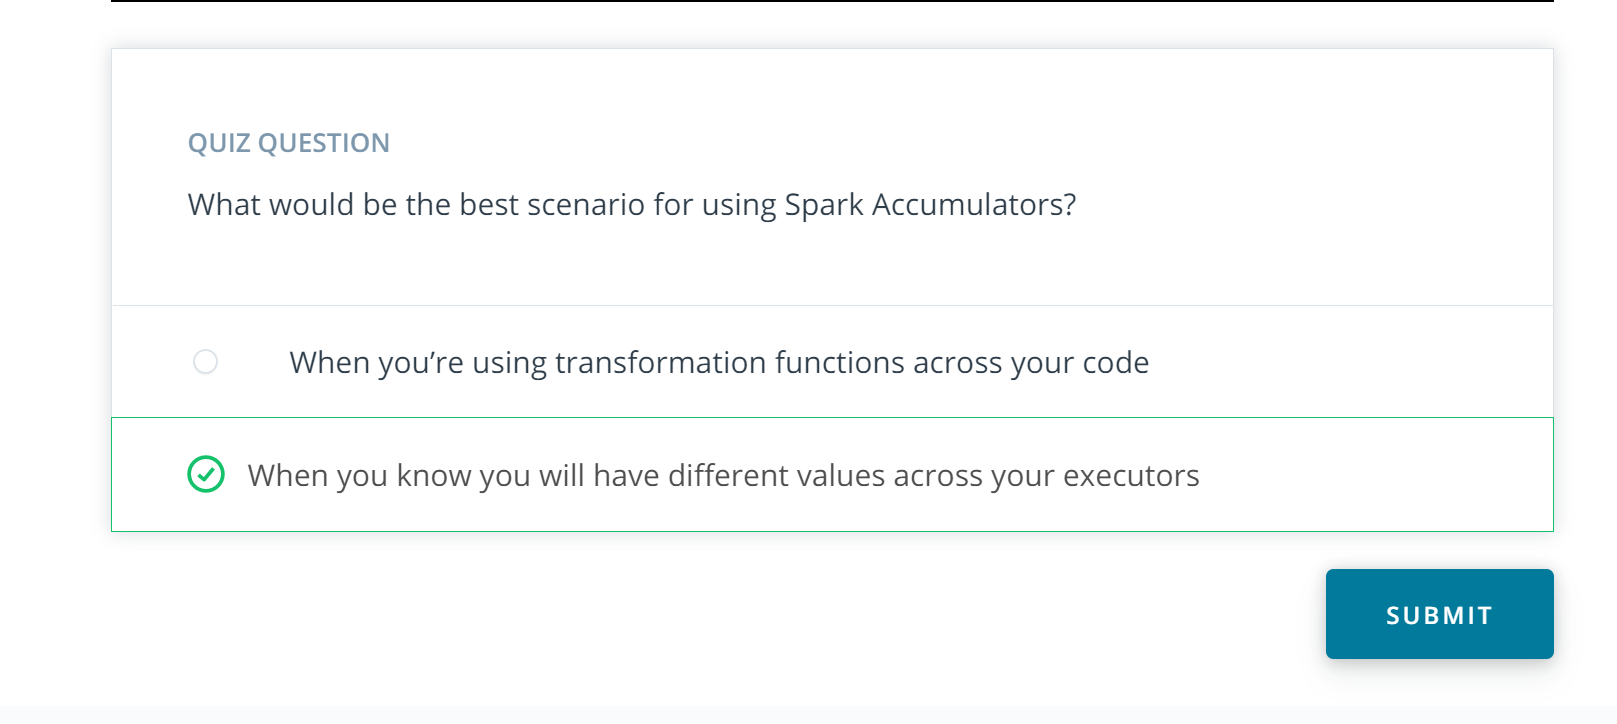 QUIZ QUESTION
What would be the best scenario for using Spark Accumulators?
When you’re using transformation functions across your code
When you know you will have different values across your executors
SUBMIT